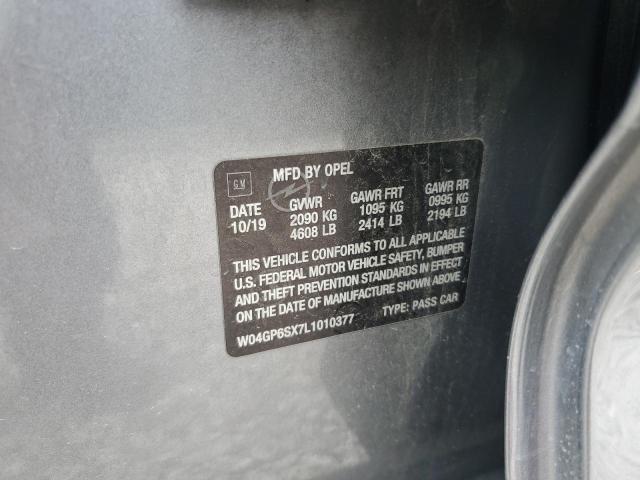 GM
MFD BY OPEL
DATE GVWR GAWR FRT GAWR RR
10/19 2090 KG 1095 KG 0995 KG
4608 LB 2414 LB 2194 LB
THIS VEHICLE CONFORMS TO ALL APPLICABLE
U.S. FEDERAL MOTOR VEHICLE SAFETY, BUMPER
AND THEFT PREVENTION STANDARDS IN EFFECT
ON THE DATE OF MANUFACTURE SHOWN ABOVE
W04GP6SX7L1010377 TYPE: PASS CAR